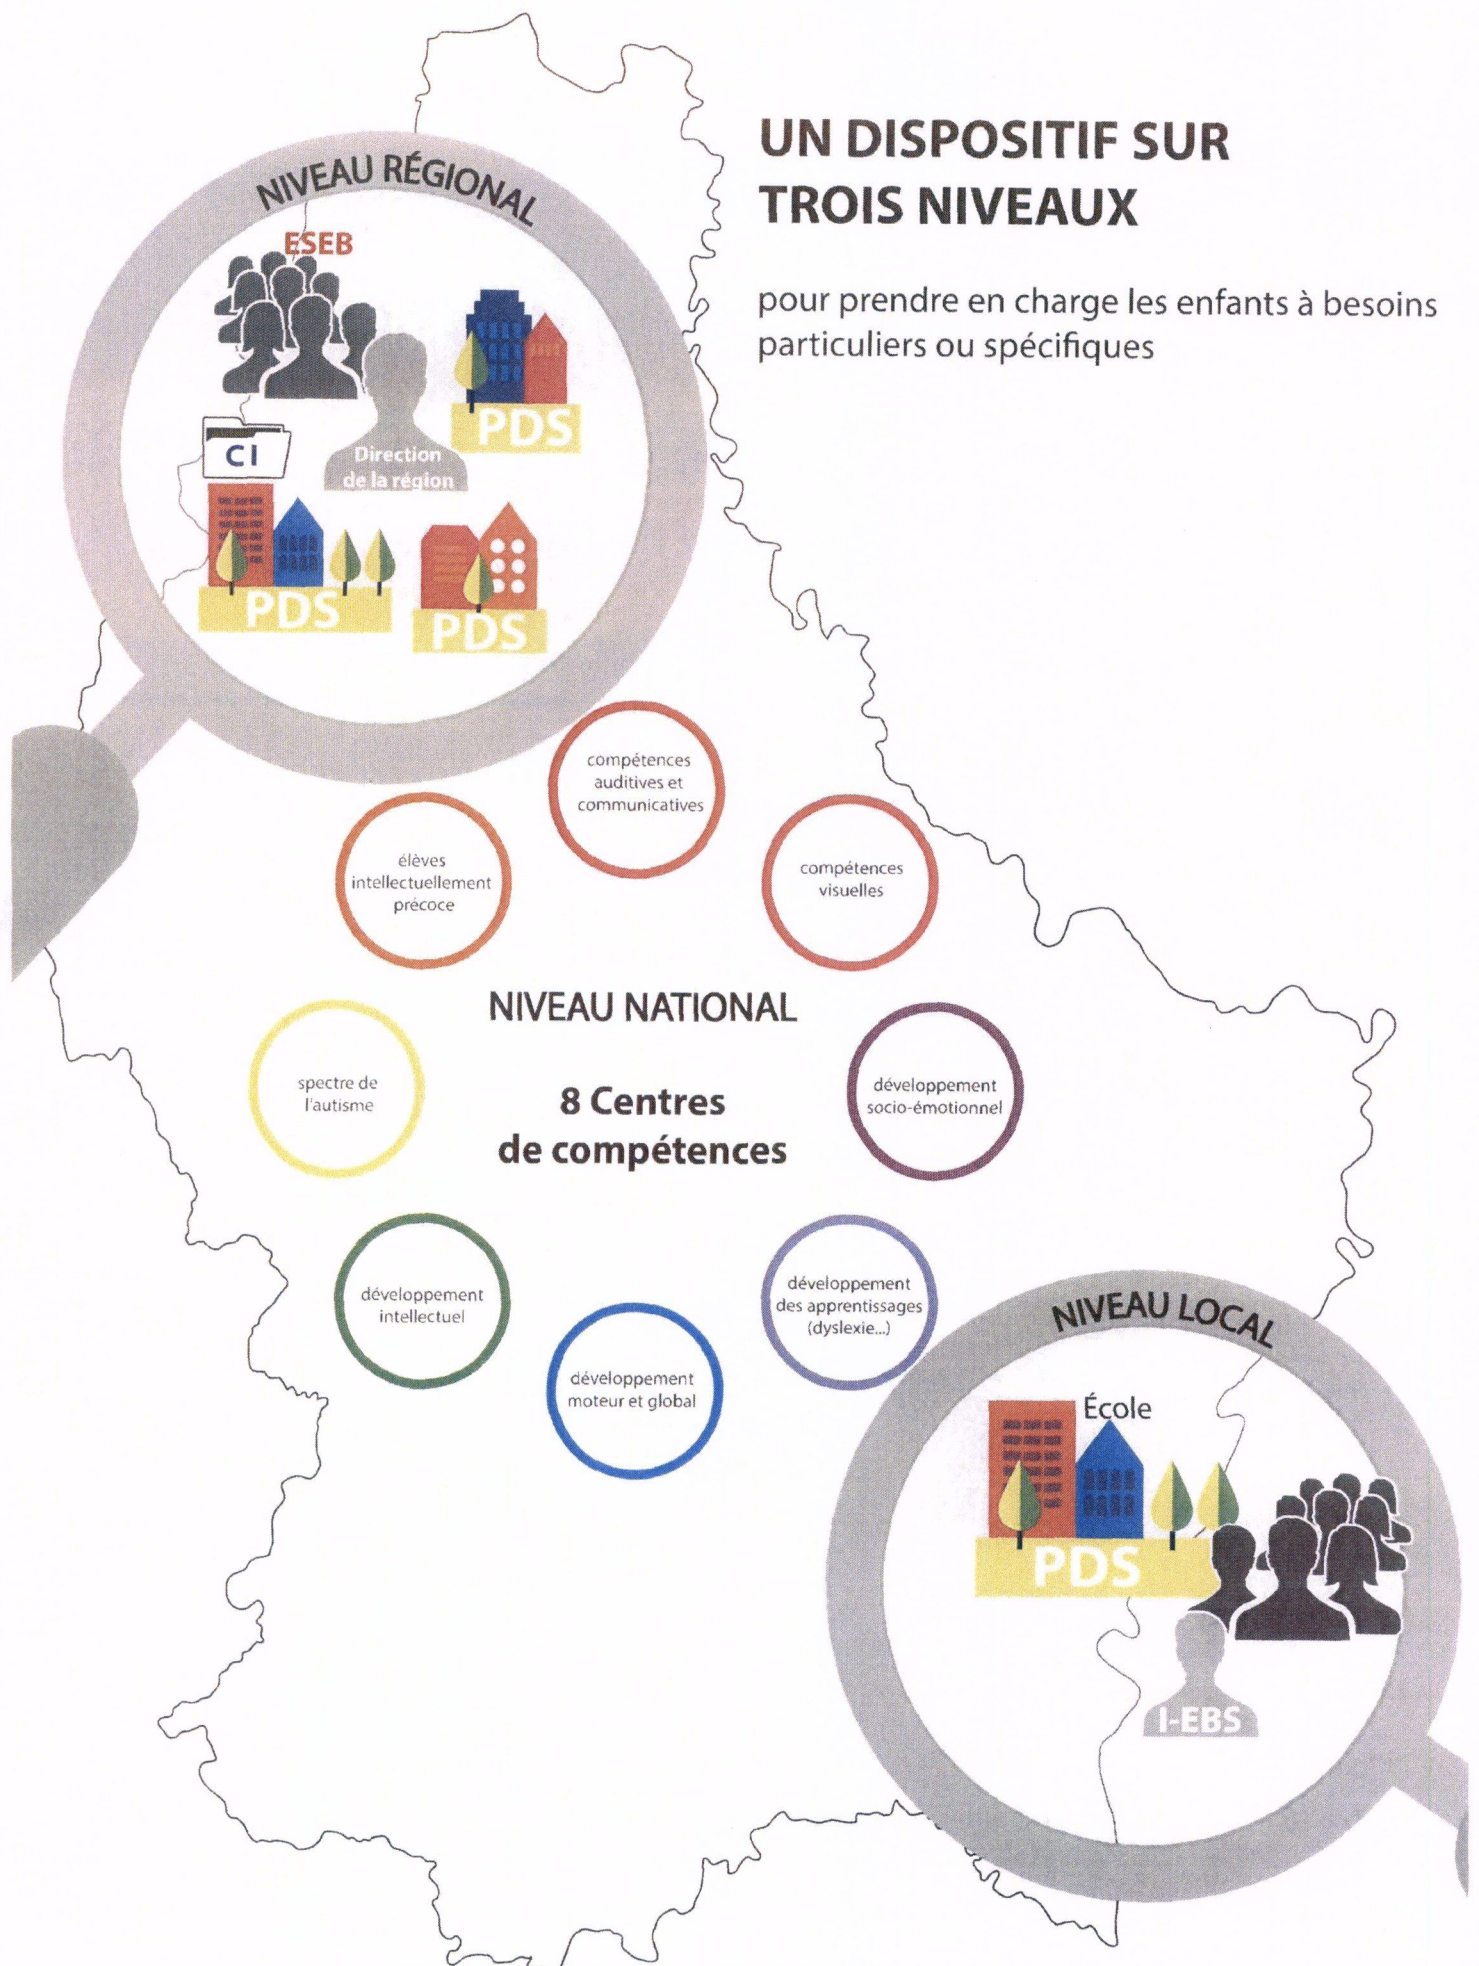 UN DISPOSITIF SUR
TROIS NIVEAUX
pour prendre en charge les enfants à besoins
particuliers ou spécifiques
NIVEAU RÉGIONAL
ESEB
PDS
CI
Direction
de la région
PDS
PDS
compétences
auditives et
communicatives
élèves
intellectuellement
précoce
compétences
visuelles
NIVEAU NATIONAL
8 Centres
de compétences
spectre de
l'autisme
développement
socio-émotionnel
développement
intellectuel
développement
moteur et global
développement
des apprentissages
(dyslexie...)
NIVEAU LOCAL
École
PDS
I-EBS